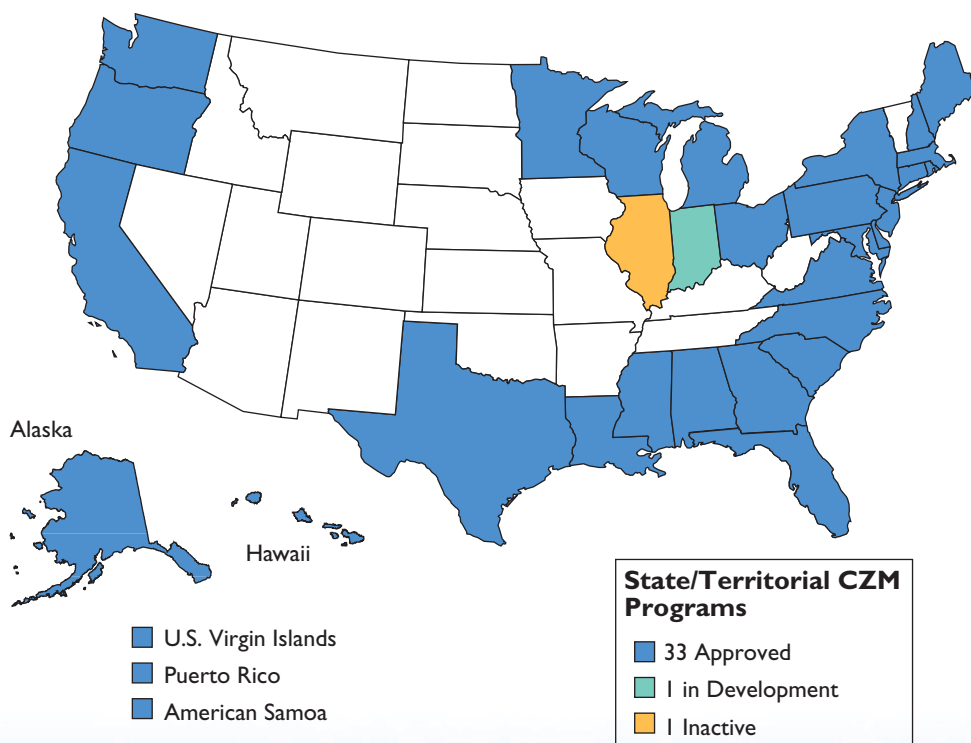 Alaska
Hawaii
U.S. Virgin Islands
Puerto Rico
American Samoa
State/Territorial CZM
Programs
33 Approved
1 in Development
1 Inactive